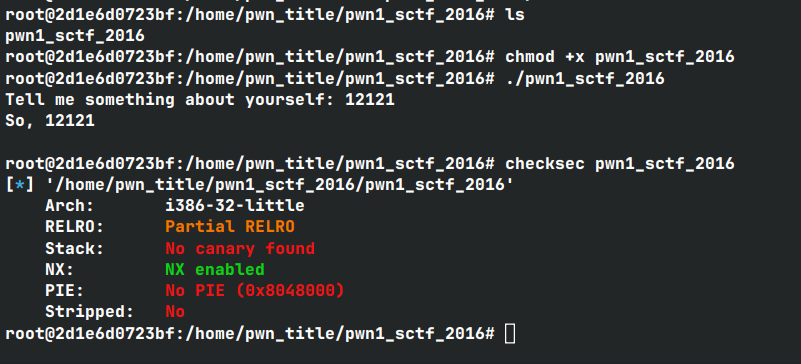 root@2d1e6d0723bf:/home/pwn_title/pwn1_sctf_2016# ls
pwn1_sctf_2016
root@2d1e6d0723bf:/home/pwn_title/pwn1_sctf_2016# chmod +x pwn1_sctf_2016
root@2d1e6d0723bf:/home/pwn_title/pwn1_sctf_2016# ./pwn1_sctf_2016
Tell me something about yourself: 12121
So, 12121

root@2d1e6d0723bf:/home/pwn_title/pwn1_sctf_2016# checksec pwn1_sctf_2016
[*] '/home/pwn_title/pwn1_sctf_2016/pwn1_sctf_2016'
    Arch:       i386-32-little
    RELRO:      Partial RELRO
    Stack:      No canary found
    NX:         NX enabled
    PIE:        No PIE (0x8048000)
    Stripped:   No
root@2d1e6d0723bf:/home/pwn_title/pwn1_sctf_2016#